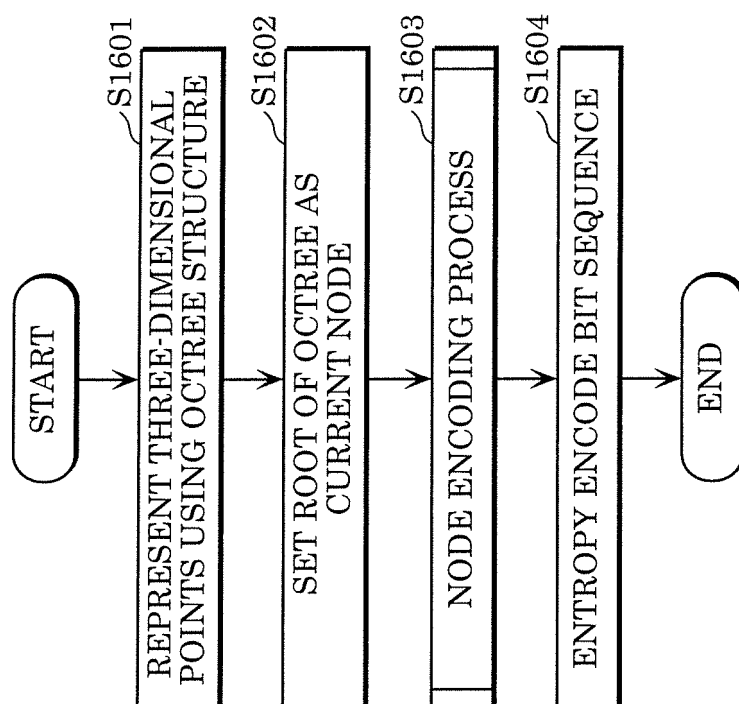 START
S1601
REPRESENT THREE-DIMENSIONAL
POINTS USING OCTREE STRUCTURE
S1602
SET ROOT OF OCTREE AS
CURRENT NODE
S1603
NODE ENCODING PROCESS
S1604
ENTROPY ENCODE BIT SEQUENCE
END